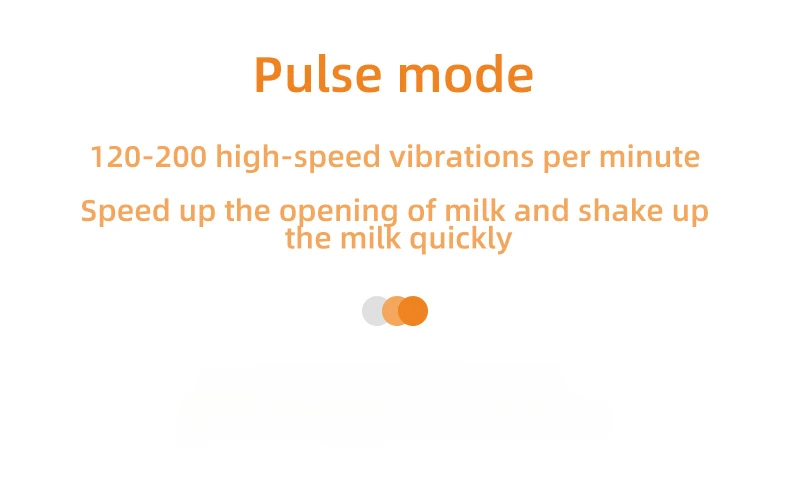 Pulse mode
120-200 high-speed vibrations per minute
Speed up the opening of milk and shake up
the milk quickly